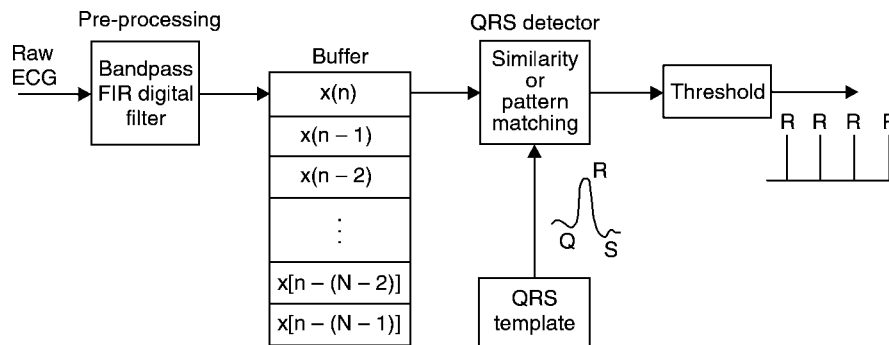 Pre-processing
Raw
ECG
Bandpass
FIR digital
filter
Buffer
x(n)
x(n – 1)
x(n – 2)
⋮
x[n – (N – 2)]
x[n – (N – 1)]
QRS detector
Similarity
or
pattern
matching
Threshold
R R R R
R
Q
S
QRS
template